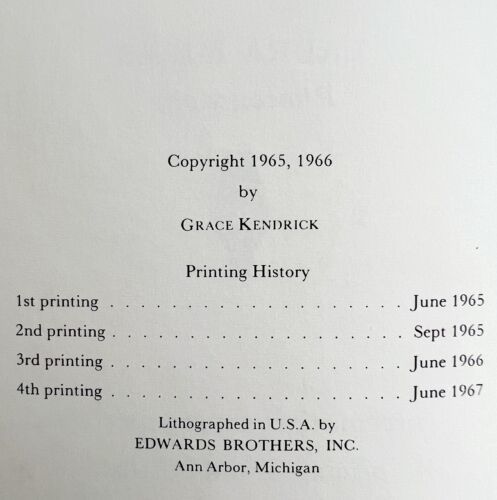 Copyright 1965, 1966
by
GRACE KENDRICK
Printing History
1st printing . . . . . . . . . . . . . . . . . . . . June 1965
2nd printing . . . . . . . . . . . . . . . . . . . . Sept 1965
3rd printing . . . . . . . . . . . . . . . . . . . . June 1966
4th printing . . . . . . . . . . . . . . . . . . . . June 1967
Lithographed in U.S.A. by
EDWARDS BROTHERS, INC.
Ann Arbor, Michigan